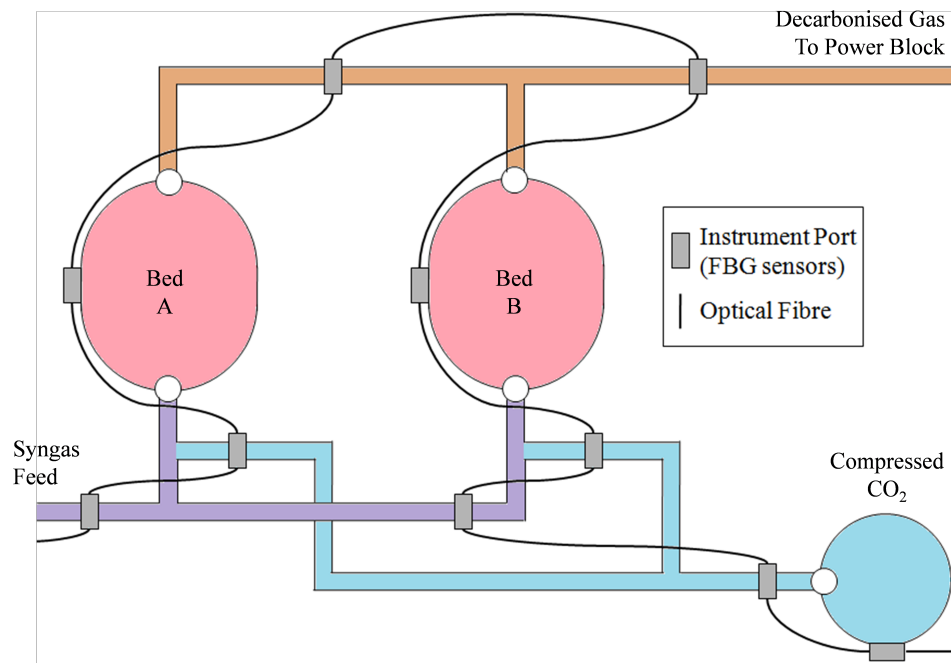 Decarbonised Gas
To Power Block
Bed
A
Bed
B
Instrument Port
(FBG sensors)
Optical Fibre
Syngas
Feed
Compressed
CO₂